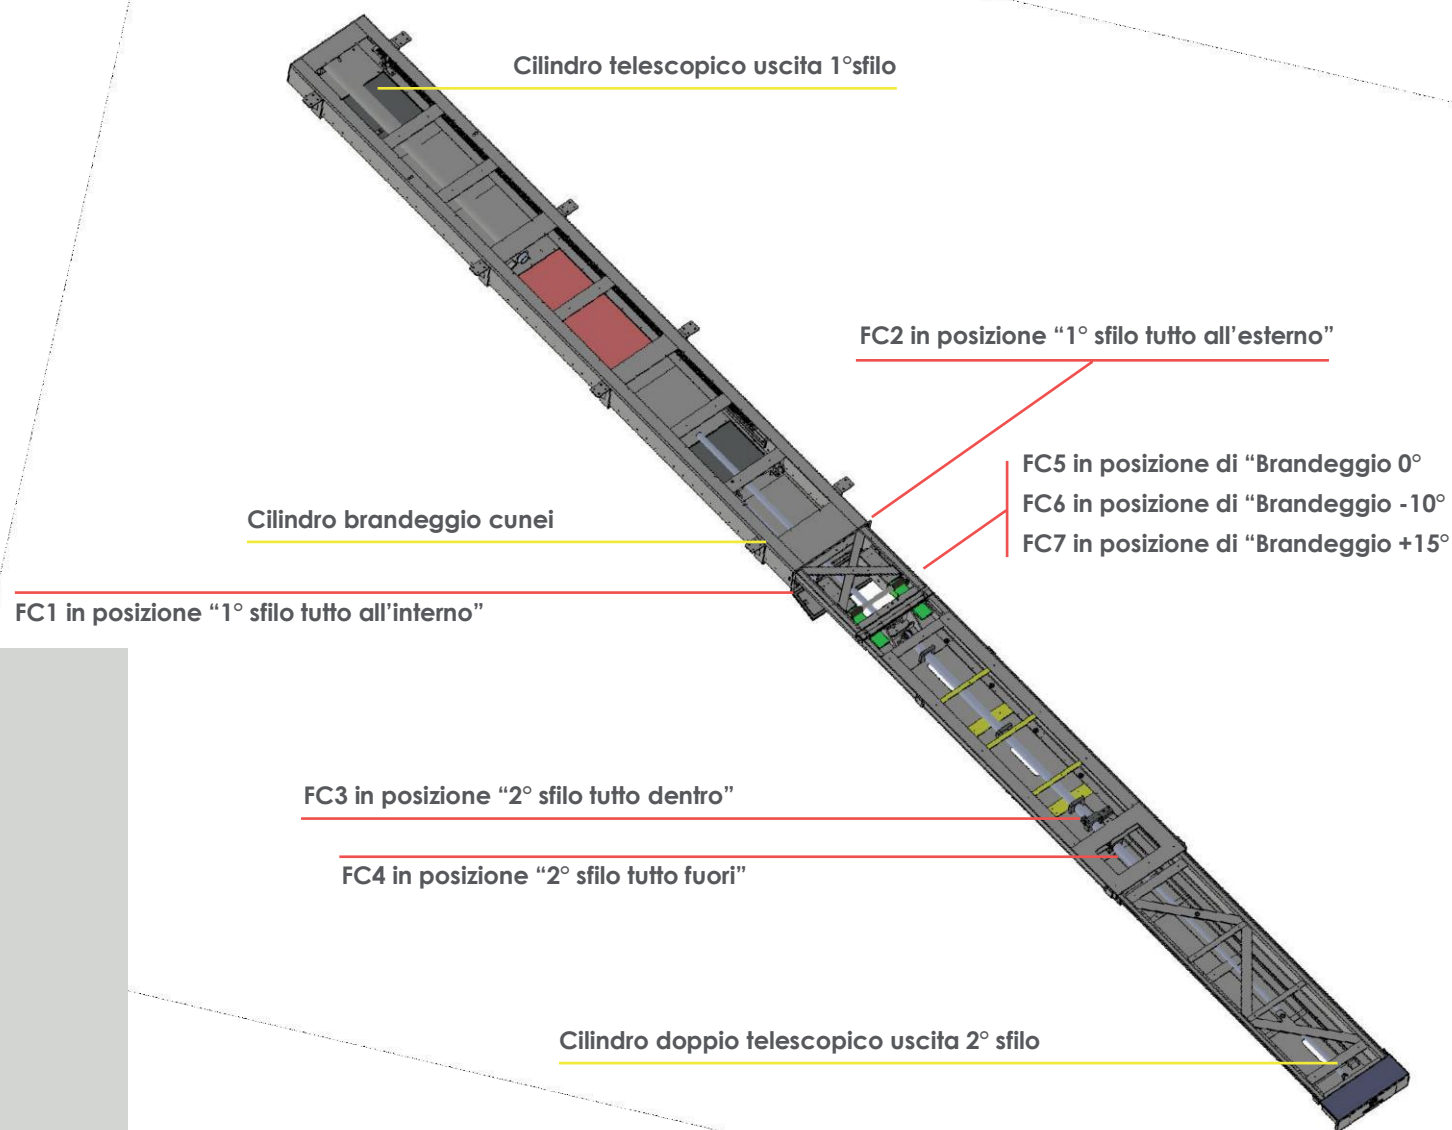 Cilindro telescopico uscita 1°sfilo
FC2 in posizione “1° sfilo tutto all’esterno”
FC5 in posizione di “Brandeggio 0°
FC6 in posizione di “Brandeggio -10°
FC7 in posizione di “Brandeggio +15°
Cilindro brandeggio cunei
FC1 in posizione “1° sfilo tutto all’interno”
FC3 in posizione “2° sfilo tutto dentro”
FC4 in posizione “2° sfilo tutto fuori”
Cilindro doppio telescopico uscita 2° sfilo